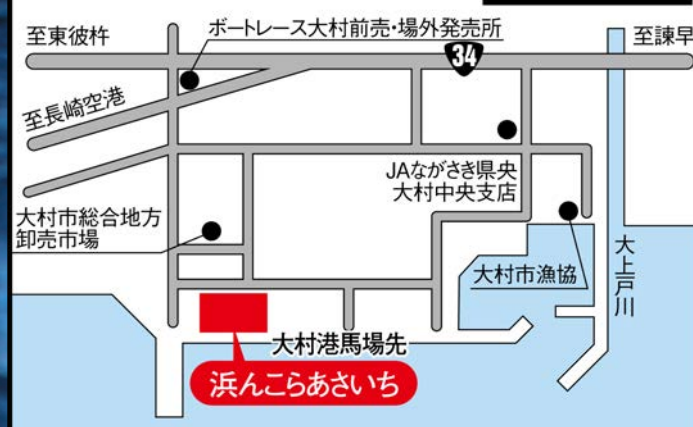 ボートレース大村前売・場外発売所
至東彼杵
至諫早
34
至長崎空港
JAながさき県央
大村中央支店
大村市総合地方
卸売市場
大村市漁協
大上戸川
大村港馬場先
浜んこらあさいち